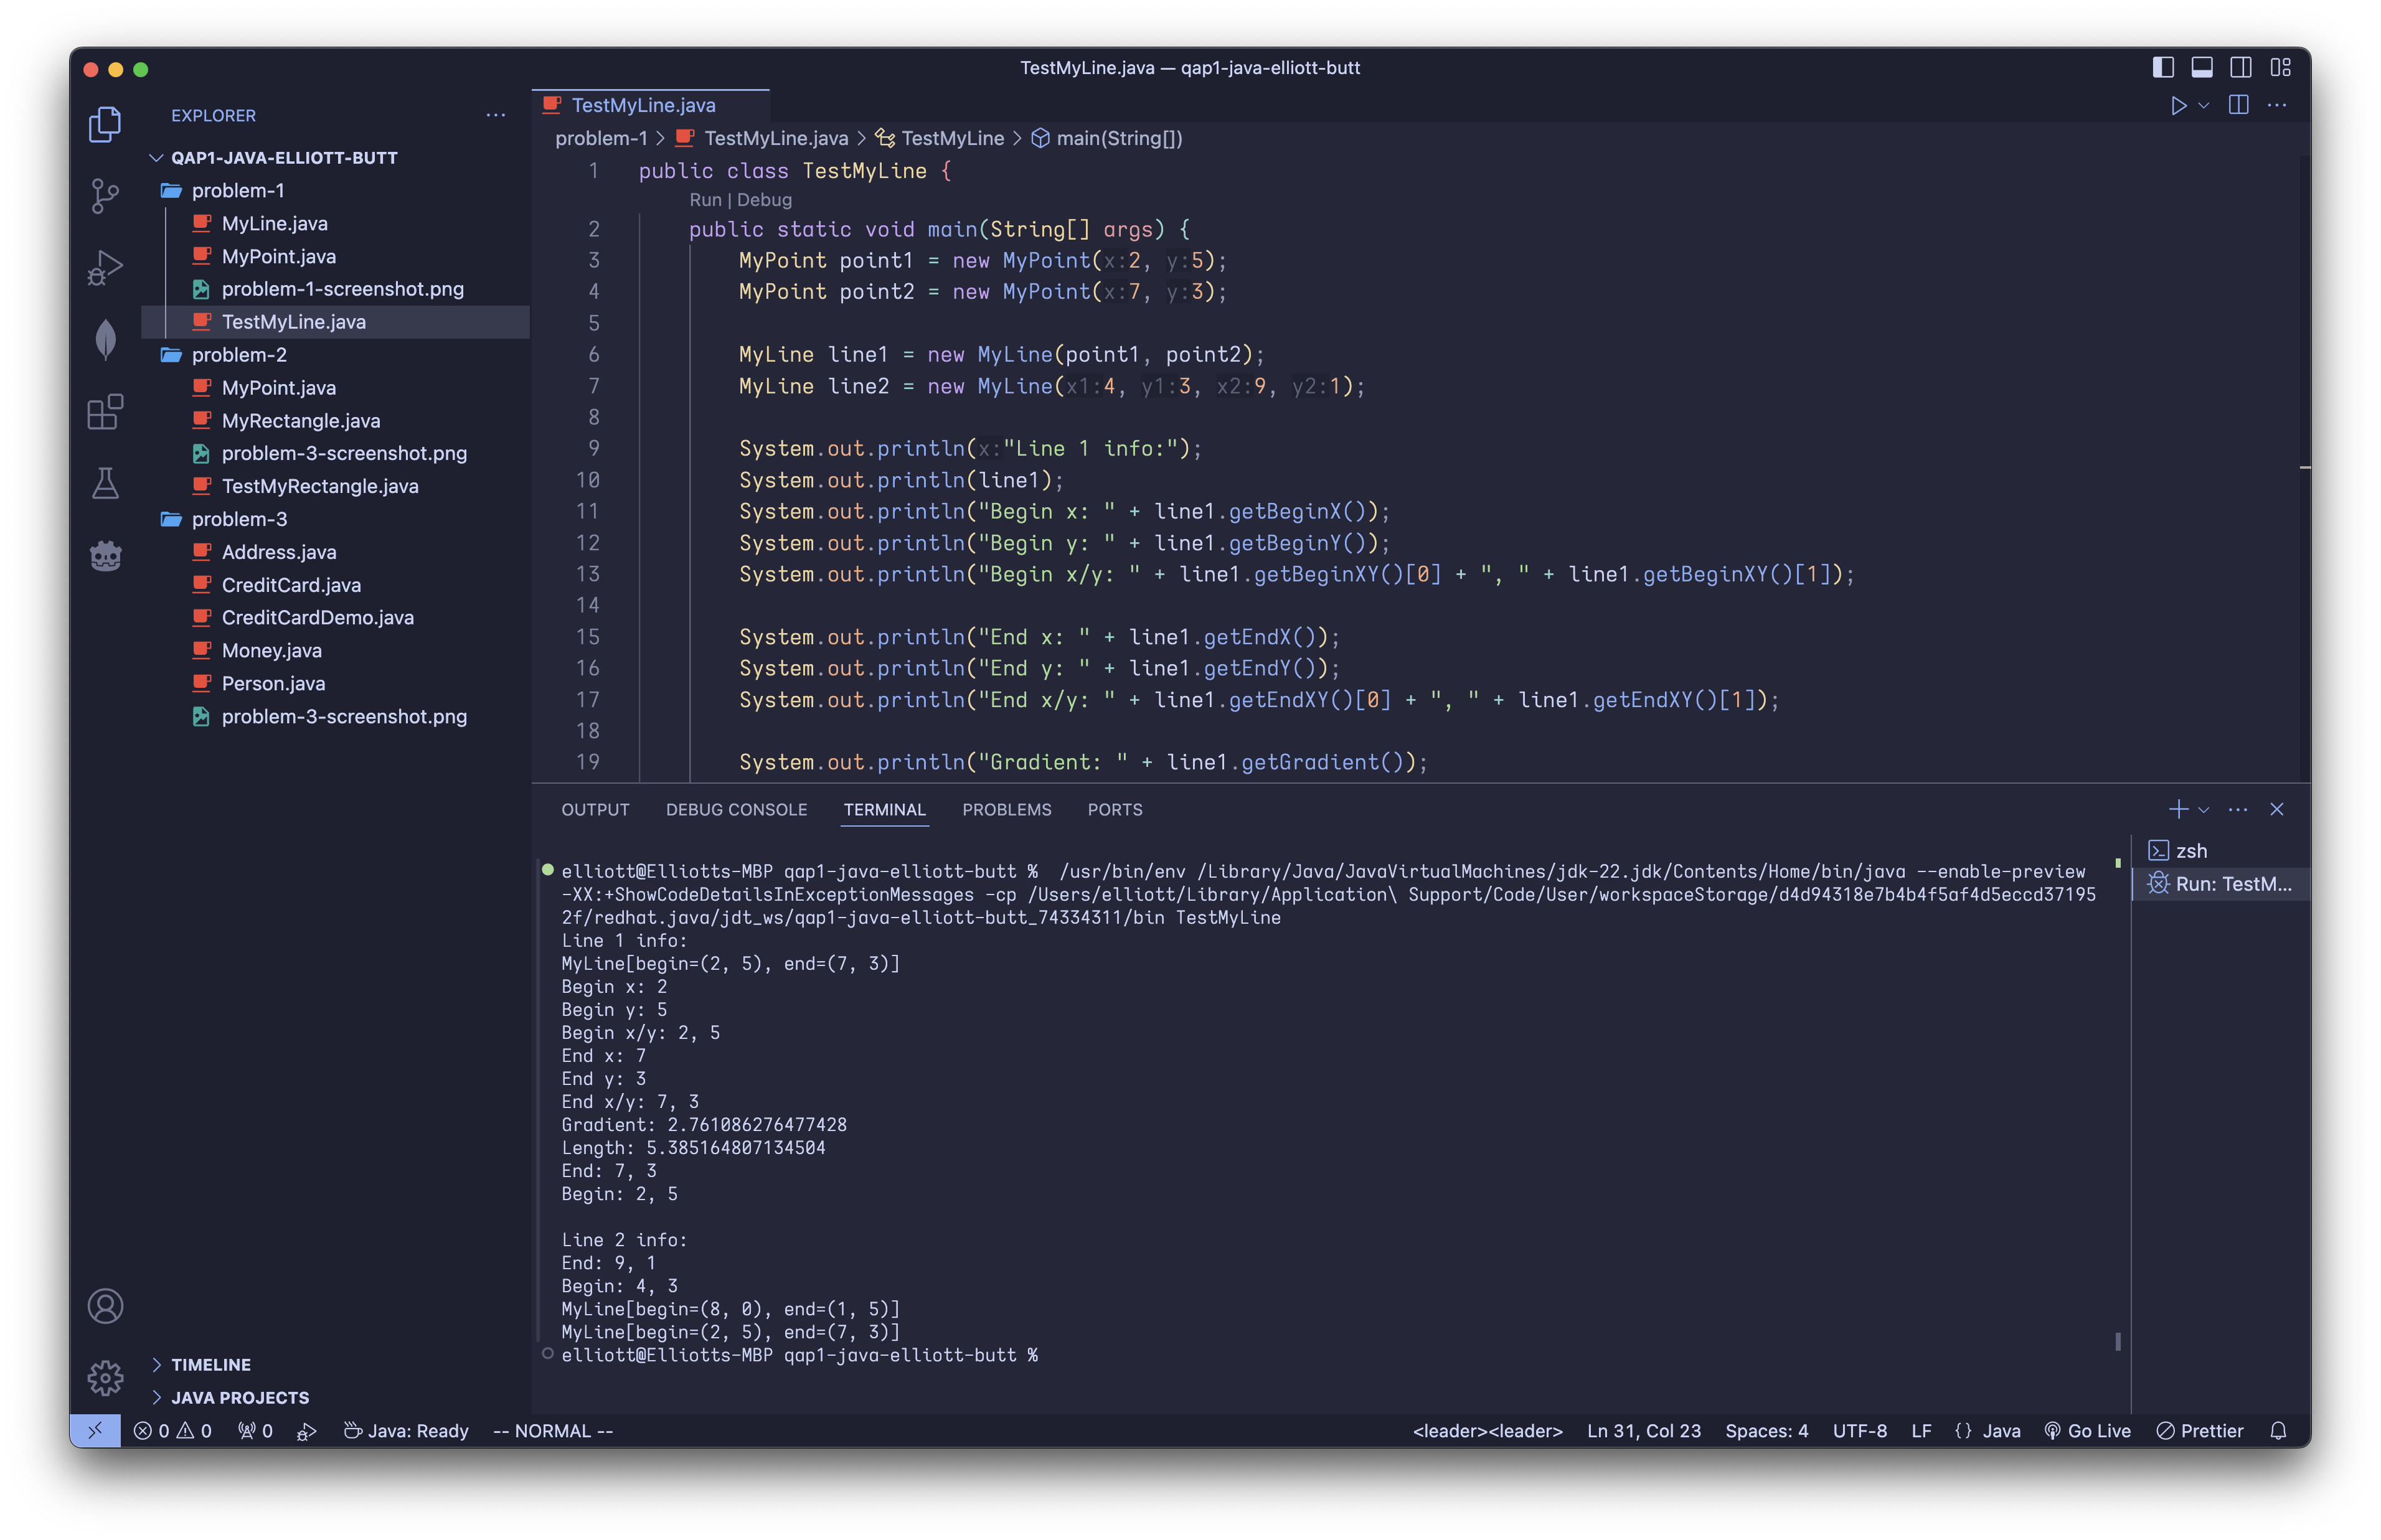 TestMyLine.java — qap1-java-elliott-butt
EXPLORER
QAP1-JAVA-ELLIOTT-BUTT
problem-1
MyLine.java
MyPoint.java
problem-1-screenshot.png
TestMyLine.java
problem-2
MyPoint.java
MyRectangle.java
problem-3-screenshot.png
TestMyRectangle.java
problem-3
Address.java
CreditCard.java
CreditCardDemo.java
Money.java
Person.java
problem-3-screenshot.png
TIMELINE
JAVA PROJECTS
TestMyLine.java
problem-1 > TestMyLine.java > TestMyLine > main(String[])
1 public class TestMyLine {
Run | Debug
2 public static void main(String[] args) {
3 MyPoint point1 = new MyPoint(x:2, y:5);
4 MyPoint point2 = new MyPoint(x:7, y:3);
5
6 MyLine line1 = new MyLine(point1, point2);
7 MyLine line2 = new MyLine(x1:4, y1:3, x2:9, y2:1);
8
9 System.out.println(x:"Line 1 info:");
10 System.out.println(line1);
11 System.out.println("Begin x: " + line1.getBeginX());
12 System.out.println("Begin y: " + line1.getBeginY());
13 System.out.println("Begin x/y: " + line1.getBeginXY()[0] + ", " + line1.getBeginXY()[1]);
14
15 System.out.println("End x: " + line1.getEndX());
16 System.out.println("End y: " + line1.getEndY());
17 System.out.println("End x/y: " + line1.getEndXY()[0] + ", " + line1.getEndXY()[1]);
18
19 System.out.println("Gradient: " + line1.getGradient());
OUTPUT DEBUG CONSOLE TERMINAL PROBLEMS PORTS
zsh
Run: TestM...
elliott@Elliotts-MBP qap1-java-elliott-butt %  /usr/bin/env /Library/Java/JavaVirtualMachines/jdk-22.jdk/Contents/Home/bin/java --enable-preview
-XX:+ShowCodeDetailsInExceptionMessages -cp /Users/elliott/Library/Application\ Support/Code/User/workspaceStorage/d4d94318e7b4b4f5af4d5eccd37195
2f/redhat.java/jdt_ws/qap1-java-elliott-butt_74334311/bin TestMyLine
Line 1 info:
MyLine[begin=(2, 5), end=(7, 3)]
Begin x: 2
Begin y: 5
Begin x/y: 2, 5
End x: 7
End y: 3
End x/y: 7, 3
Gradient: 2.761086276477428
Length: 5.385164807134504
End: 7, 3
Begin: 2, 5
Line 2 info:
End: 9, 1
Begin: 4, 3
MyLine[begin=(8, 0), end=(1, 5)]
MyLine[begin=(2, 5), end=(7, 3)]
elliott@Elliotts-MBP qap1-java-elliott-butt %
0 0 0 Java: Ready -- NORMAL -- <leader><leader> Ln 31, Col 23 Spaces: 4 UTF-8 LF {} Java Go Live Prettier